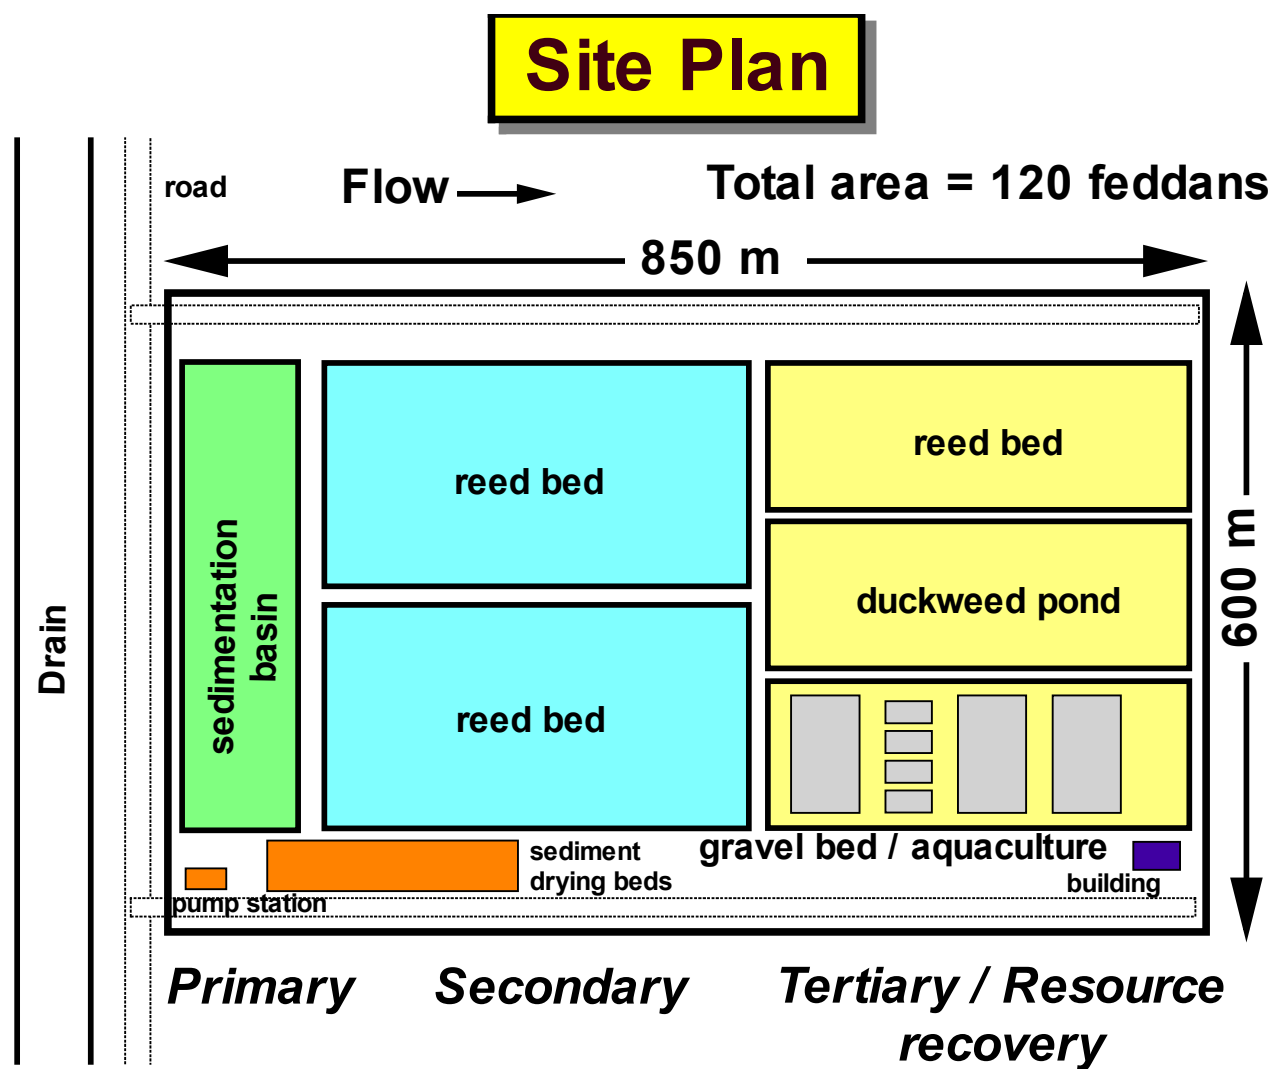 Site Plan
road
Flow
Total area = 120 feddans
850 m
600 m
Drain
sedimentation
basin
reed bed
reed bed
reed bed
duckweed pond
gravel bed / aquaculture
sediment
drying beds
building
pump station
Primary
Secondary
Tertiary / Resource
recovery